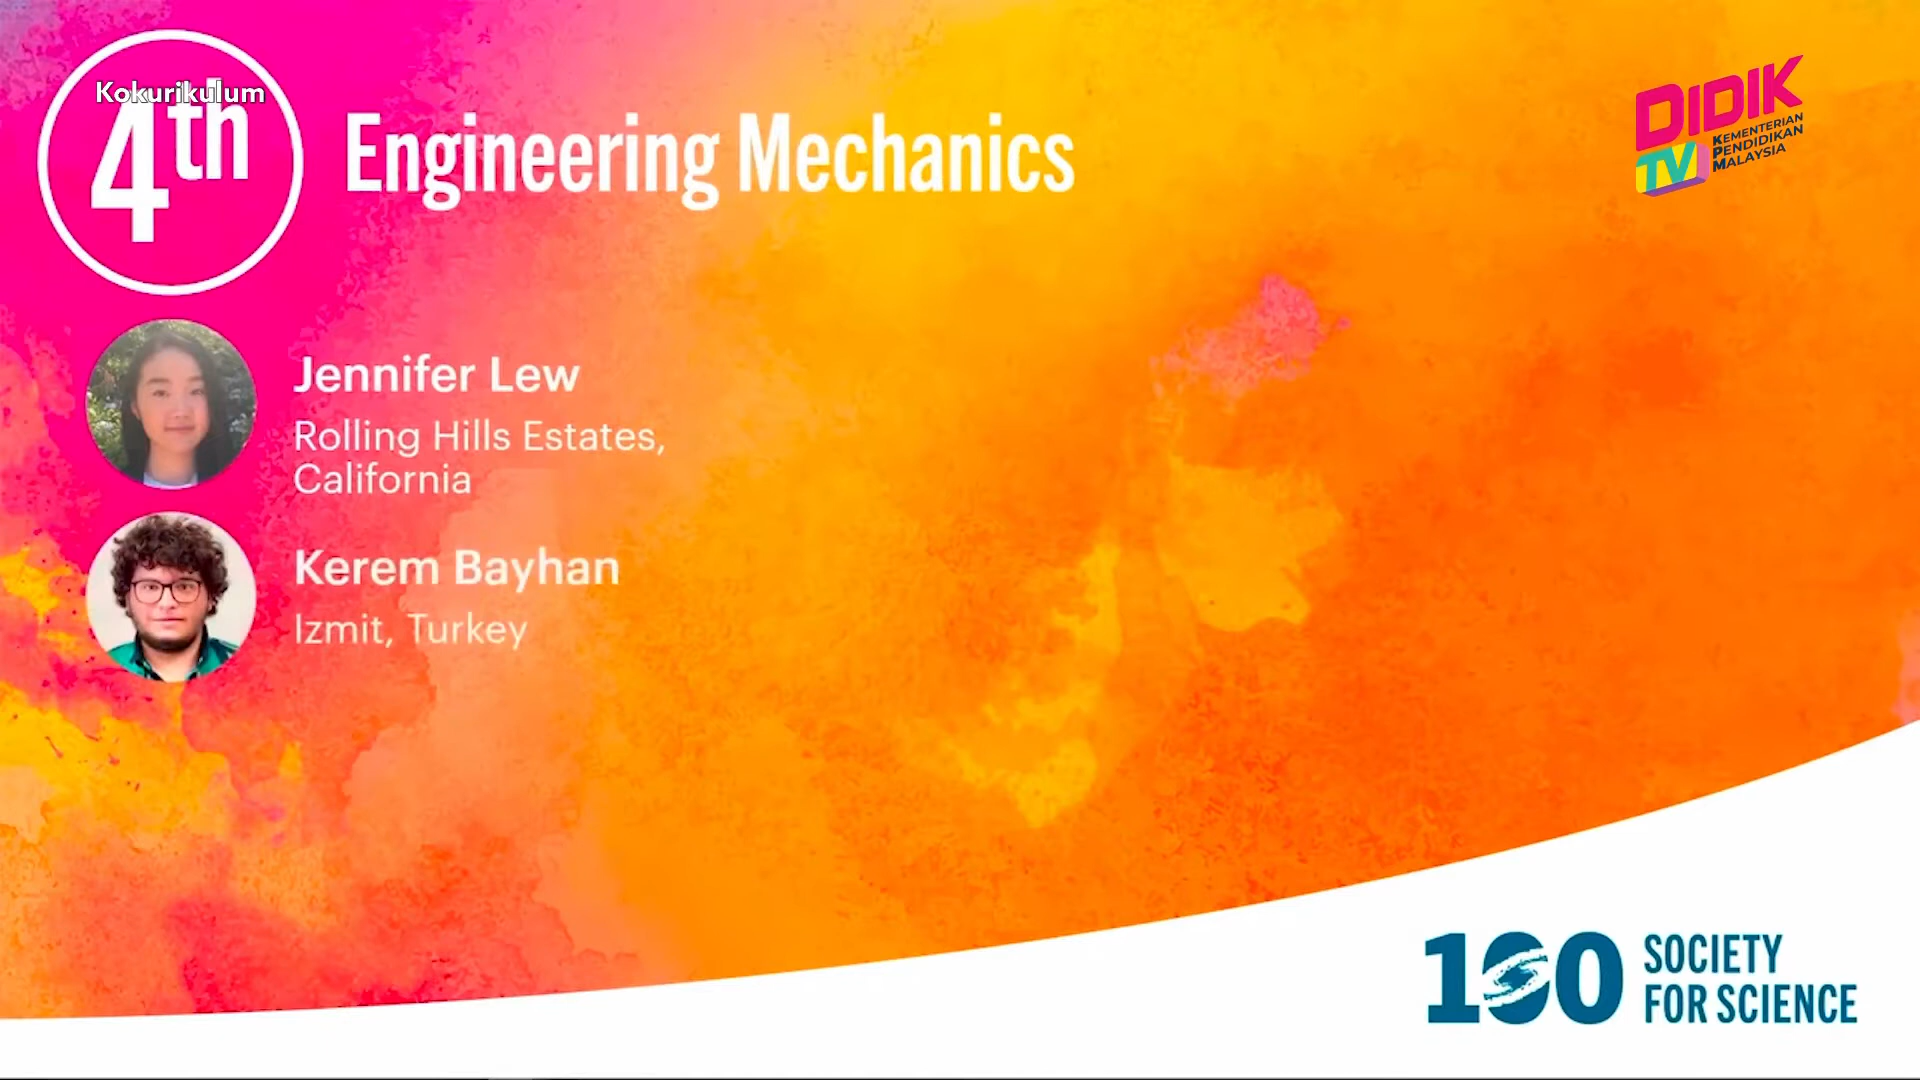 Kokurikulum
4th
Engineering Mechanics
DIDIK
TV
KEMENTERIAN
PENDIDIKAN
MALAYSIA
Jennifer Lew
Rolling Hills Estates,
California
Kerem Bayhan
Izmit, Turkey
100
SOCIETY
FOR SCIENCE